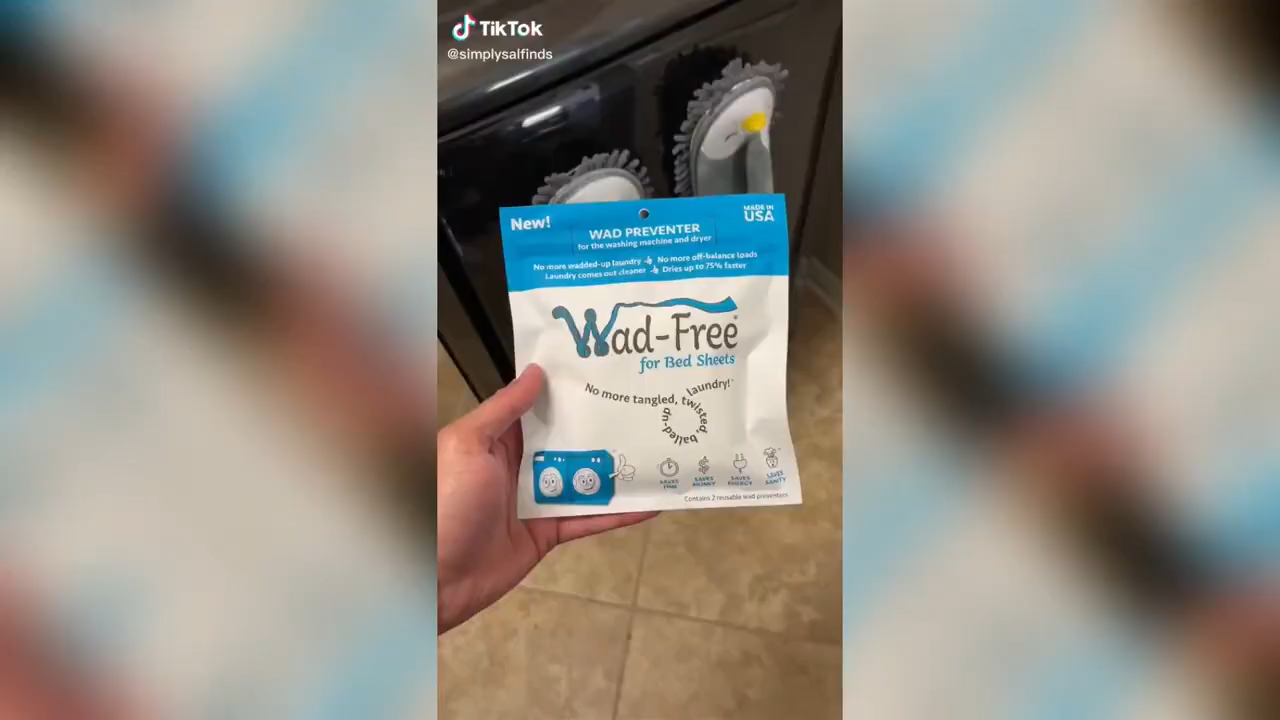 TikTok
@simplysalfinds
New!
MADE IN
USA
WAD PREVENTER
for the washing machine and dryer
No more wadded-up laundry No more off-balance loads
Laundry comes out cleaner Dries up to 75% faster
Wad-Free®
for Bed Sheets
No more tangled, twisted, balled-up laundry!
SAVES TIME
SAVES MONEY
SAVES ENERGY
SAVES SANITY
Contains 2 reusable wad preventers